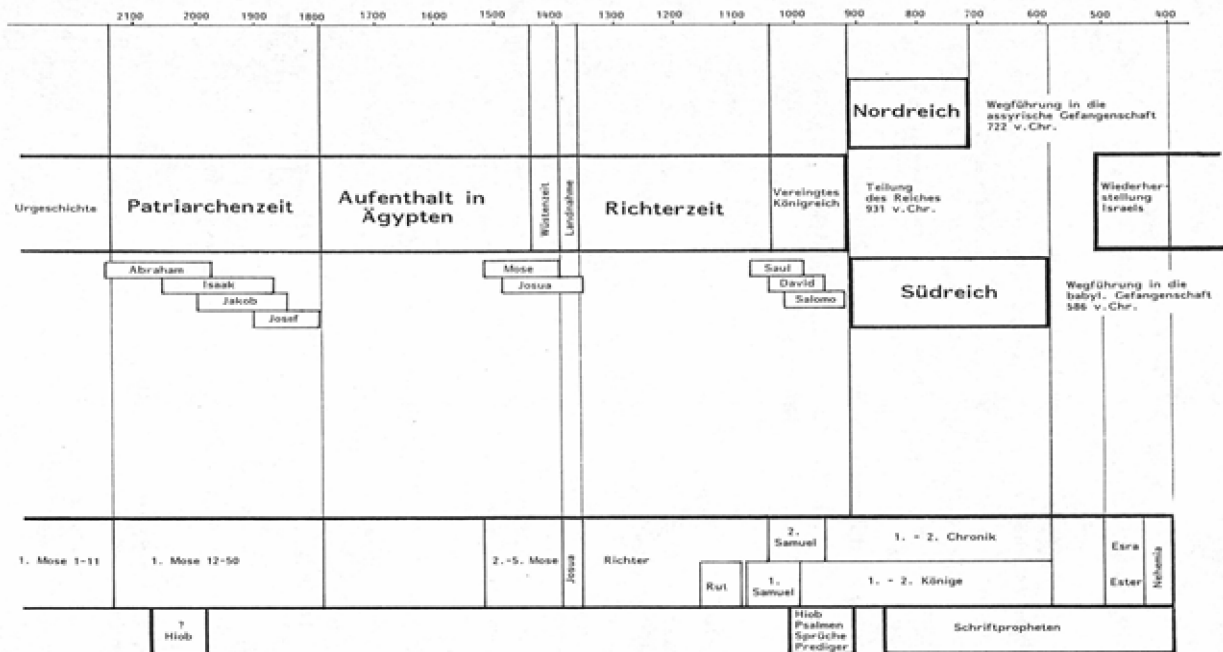 2100 2000 1900 1800 1500 1400 1300 1200 1100 1000 900 800 700 500 400
Nordreich
Wegführung in die
assyrische Gefangenschaft
722 v.Chr.
Urgeschichte
Patriarchenzeit
Aufenthalt in
Ägypten
Wüstenzeit
Landnahme
Richterzeit
Vereingtes
Königreich
Teilung
des Reiches
931 v.Chr.
Wiederher-
stellung
Israels
Abraham
Isaak
Jakob
Josef
Mose
Josua
Saul
David
Salomo
Südreich
Wegführung in die
babyl. Gefangenschaft
586 v.Chr.
1. Mose 1-11
1. Mose 12-50
2.-5. Mose
Josua
Richter
Rut
2.
Samuel
1.
Samuel
1. - 2. Chronik
1. - 2. Könige
Esra
Ester
Nehemia
?
Hiob
Hiob
Psalmen
Sprüche
Prediger
Schriftpropheten